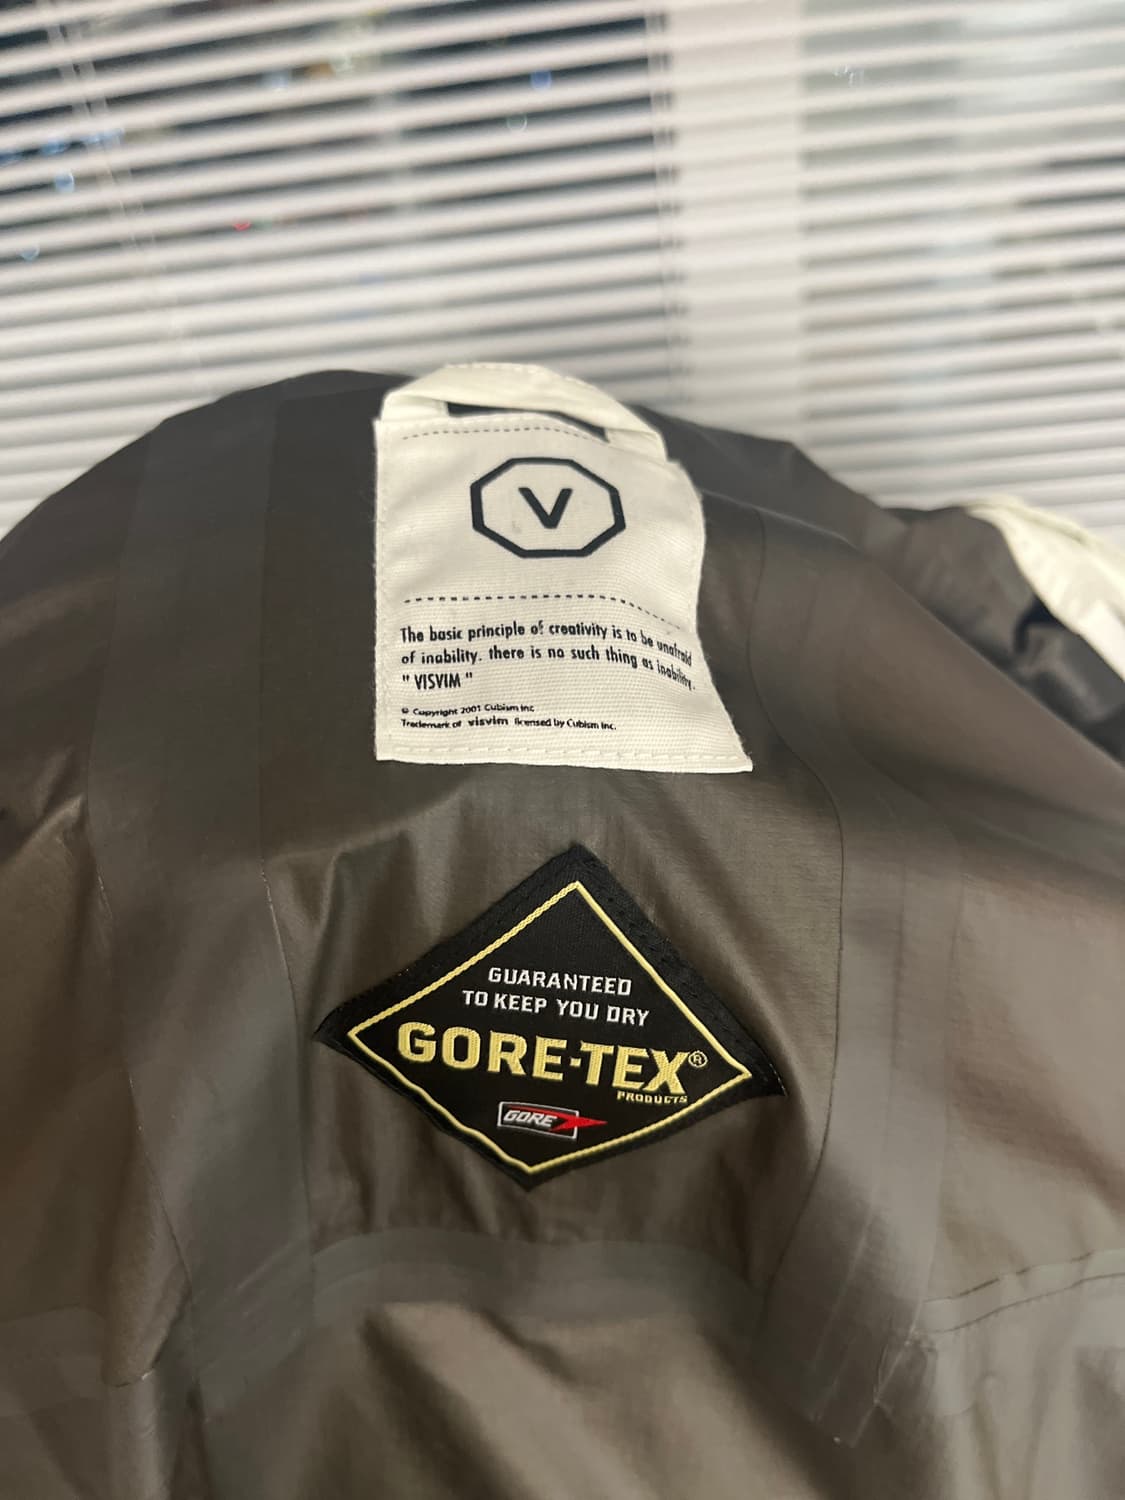 V
The basic principle of creativity is to be unafraid
of inability. there is no such thing as inability.
" VISVIM "
© Copyright 2001 Cubism Inc
Trademark of visvim licensed by Cubism Inc.
GUARANTEED
TO KEEP YOU DRY
GORE-TEX®
PRODUCTS
GORE